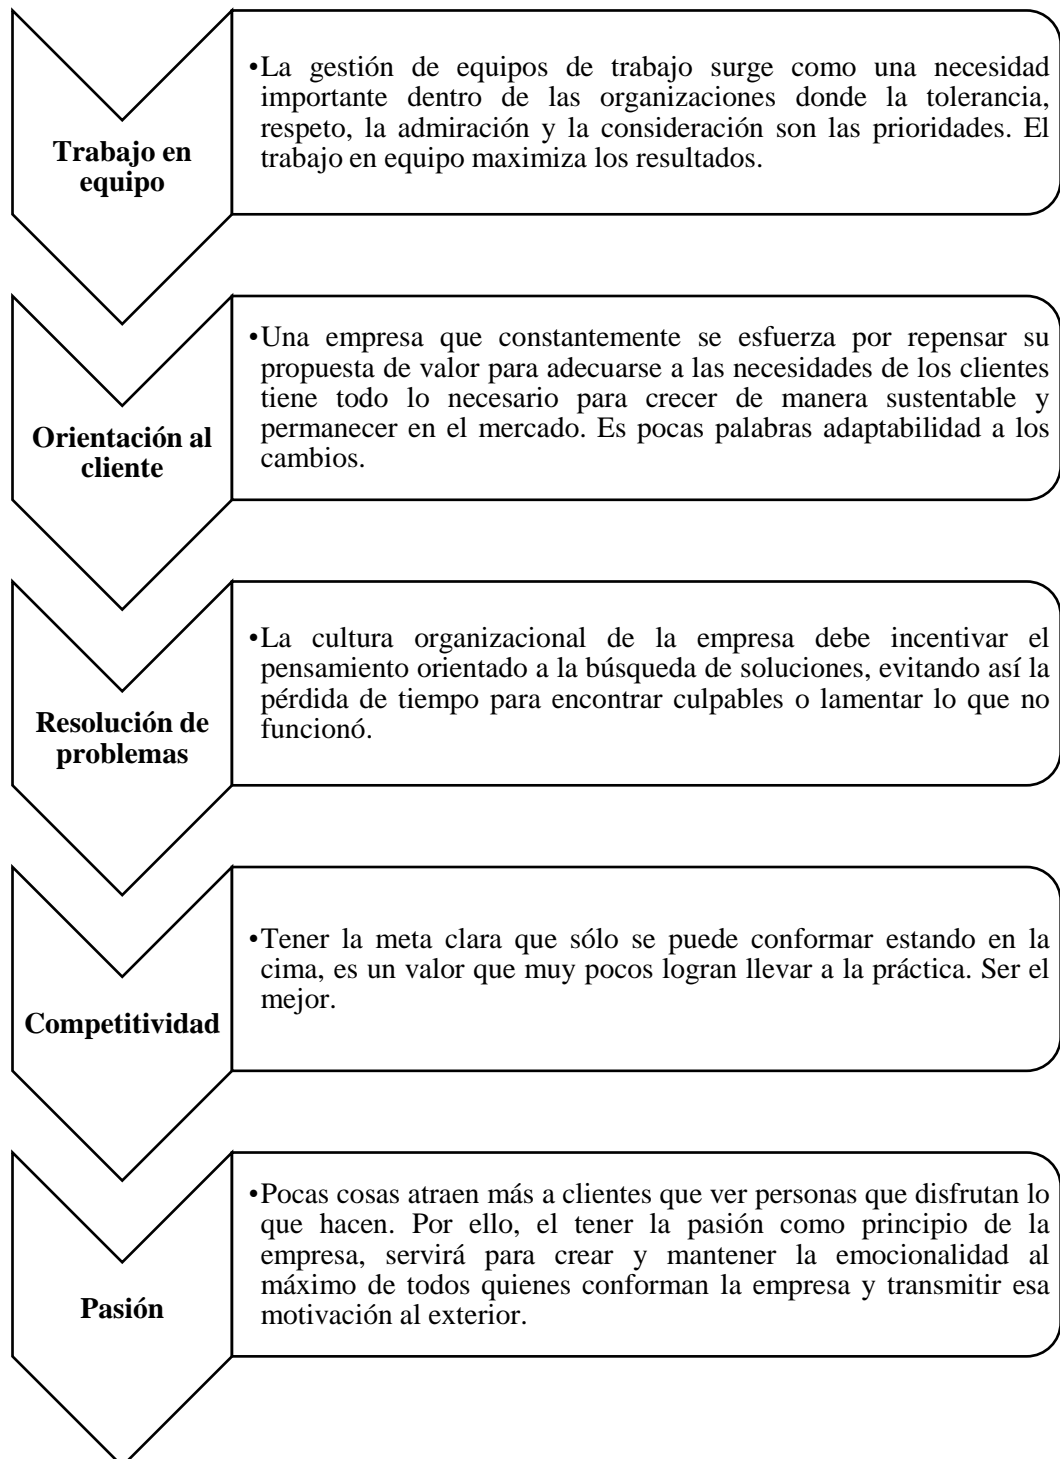 Trabajo en
equipo
•La gestión de equipos de trabajo surge como una necesidad
importante dentro de las organizaciones donde la tolerancia,
respeto, la admiración y la consideración son las prioridades. El
trabajo en equipo maximiza los resultados.
Orientación al
cliente
•Una empresa que constantemente se esfuerza por repensar su
propuesta de valor para adecuarse a las necesidades de los clientes
tiene todo lo necesario para crecer de manera sustentable y
permanecer en el mercado. Es pocas palabras adaptabilidad a los
cambios.
Resolución de
problemas
•La cultura organizacional de la empresa debe incentivar el
pensamiento orientado a la búsqueda de soluciones, evitando así la
pérdida de tiempo para encontrar culpables o lamentar lo que no
funcionó.
Competitividad
•Tener la meta clara que sólo se puede conformar estando en la
cima, es un valor que muy pocos logran llevar a la práctica. Ser el
mejor.
Pasión
•Pocas cosas atraen más a clientes que ver personas que disfrutan lo
que hacen. Por ello, el tener la pasión como principio de la
empresa, servirá para crear y mantener la emocionalidad al
máximo de todos quienes conforman la empresa y transmitir esa
motivación al exterior.